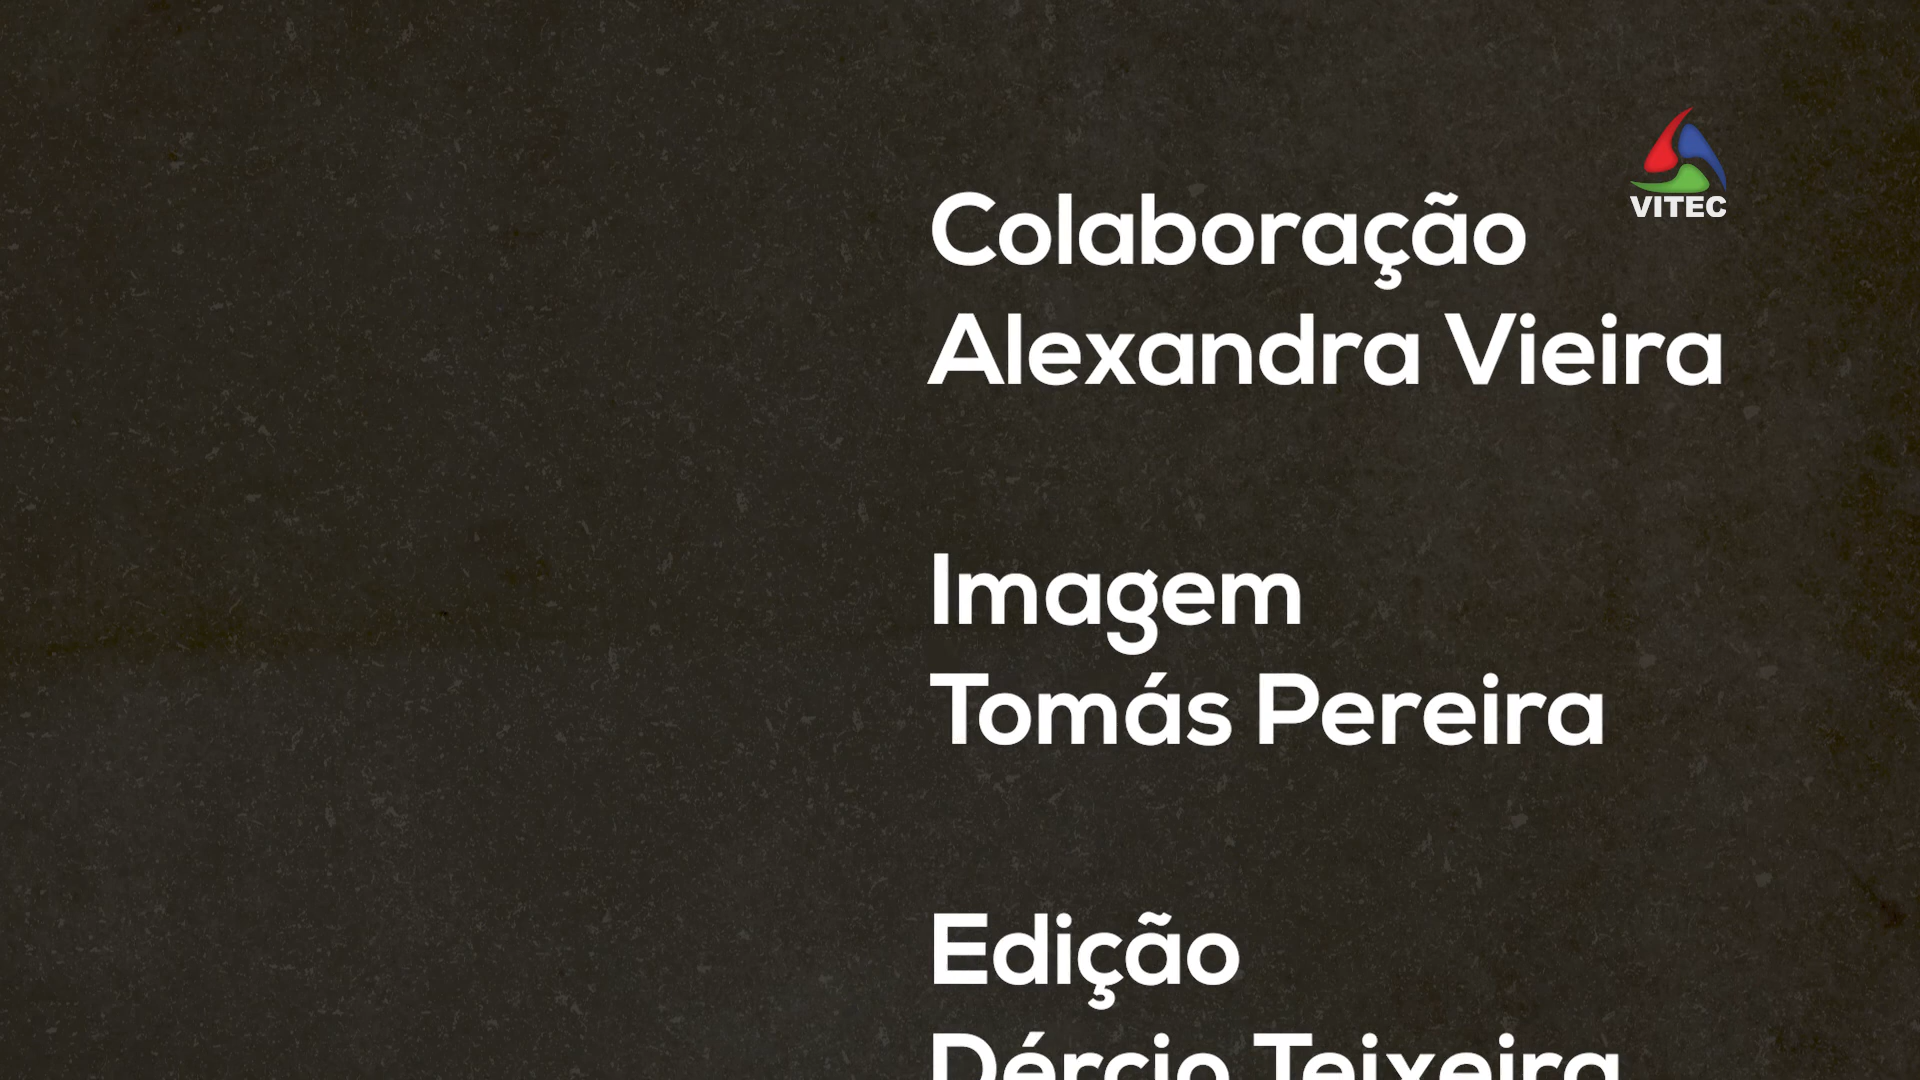 VITEC
Colaboração
Alexandra Vieira
Imagem
Tomás Pereira
Edição
Dércio Teixeira